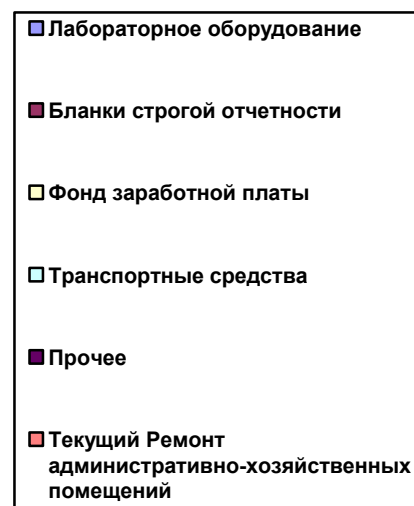 Лабораторное оборудование
Бланки строгой отчетности
Фонд заработной платы
Транспортные средства
Прочее
Текущий Ремонт
административно-хозяйственных
помещений